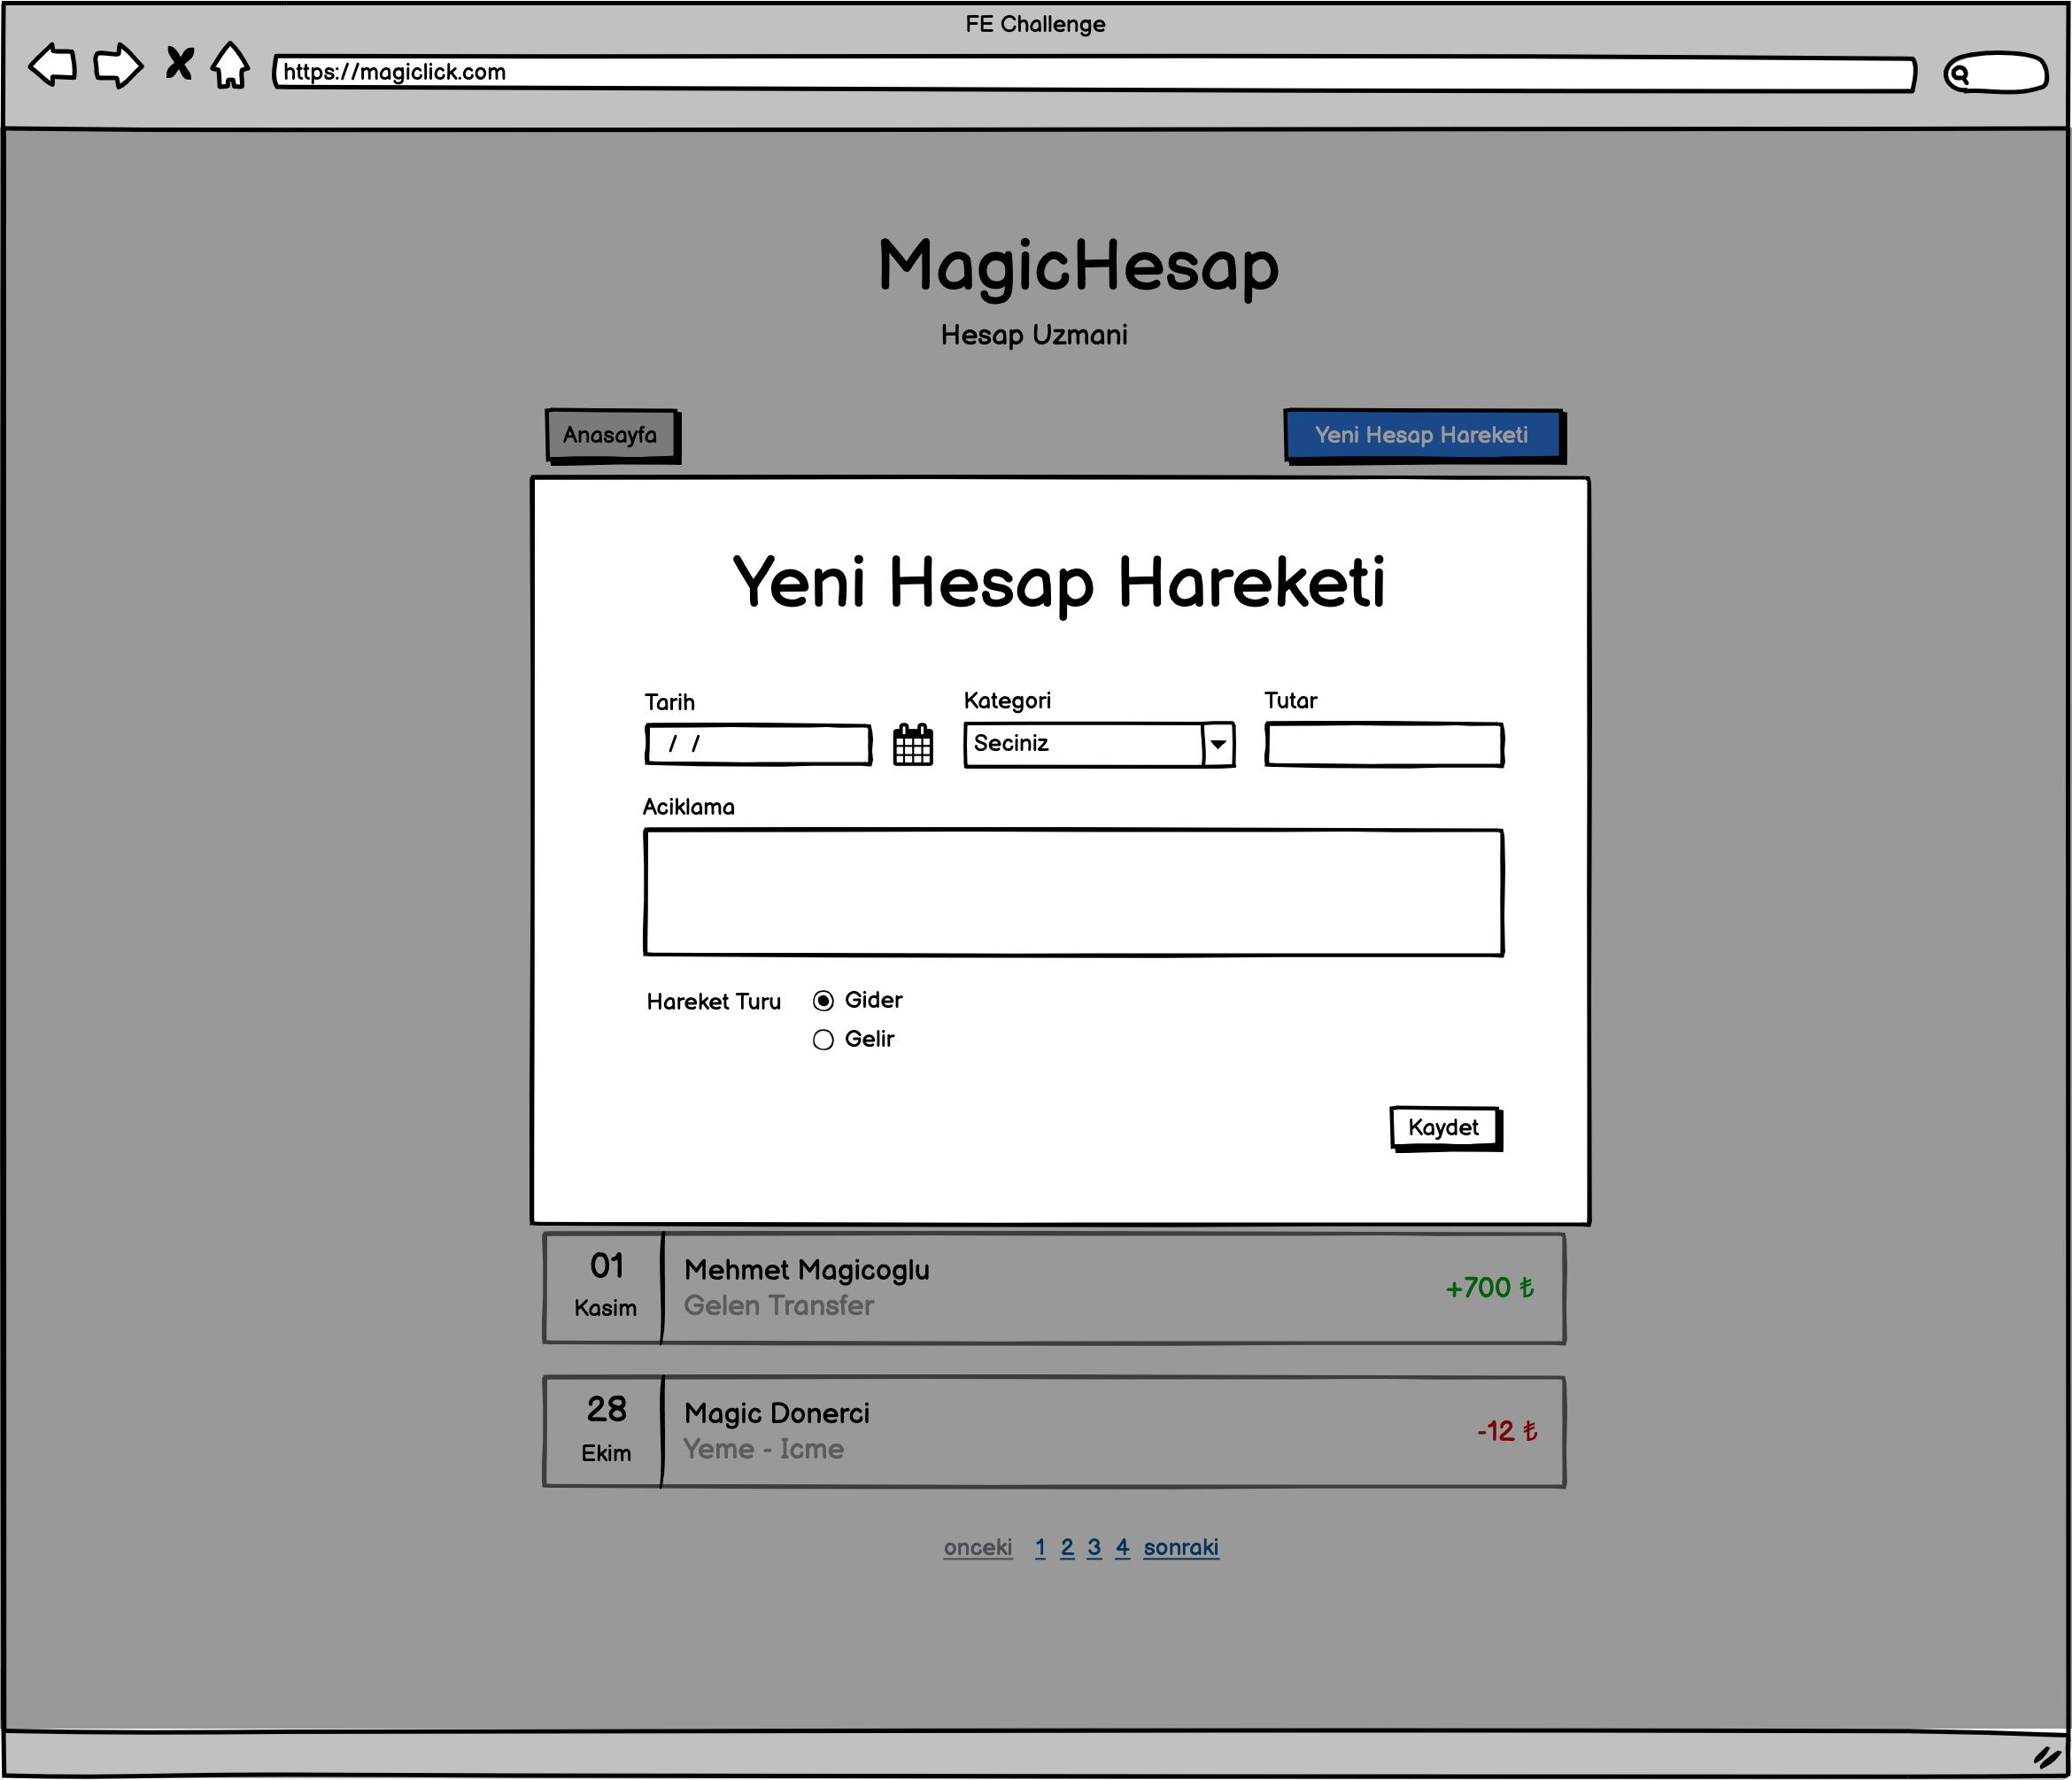 FE Challenge
https://magiclick.com
MagicHesap
Hesap Uzmani
Anasayfa
Yeni Hesap Hareketi
Yeni Hesap Hareketi
Tarih
Kategori
Tutar
/ /
Seciniz
Aciklama
Hareket Turu
Gider
Gelir
Kaydet
01
Kasim
Mehmet Magicoglu
Gelen Transfer
+700 ₺
28
Ekim
Magic Donerci
Yeme - Icme
-12 ₺
onceki 1 2 3 4 sonraki